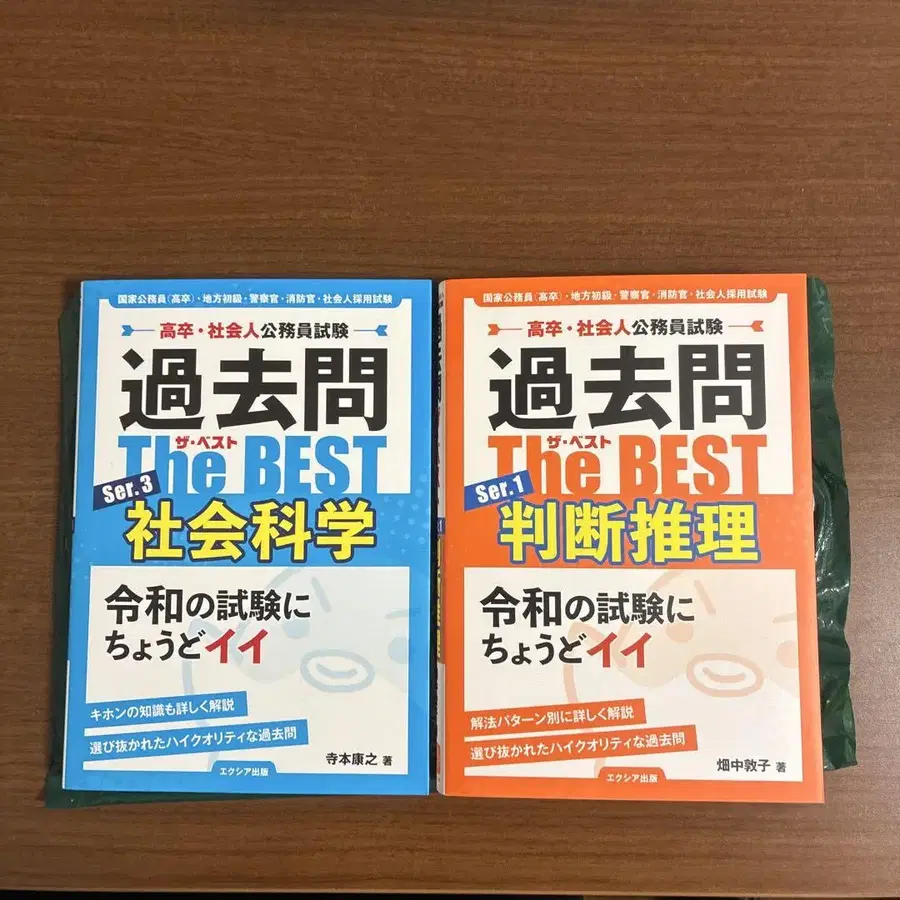 国家公務員(高卒)・地方初級・警察官・消防官・社会人採用試験
高卒・社会人公務員試験
過去問
ザ・ベスト
The BEST
Ser.3
社会科学
令和の試験に
ちょうどイイ
キホンの知識も詳しく解説
選び抜かれたハイクオリティな過去問
寺本康之 著
エクシア出版
国家公務員(高卒)・地方初級・警察官・消防官・社会人採用試験
高卒・社会人公務員試験
過去問
ザ・ベスト
The BEST
Ser.1
判断推理
令和の試験に
ちょうどイイ
解法パターン別に詳しく解説
選び抜かれたハイクオリティな過去問
畑中敦子 著
エクシア出版